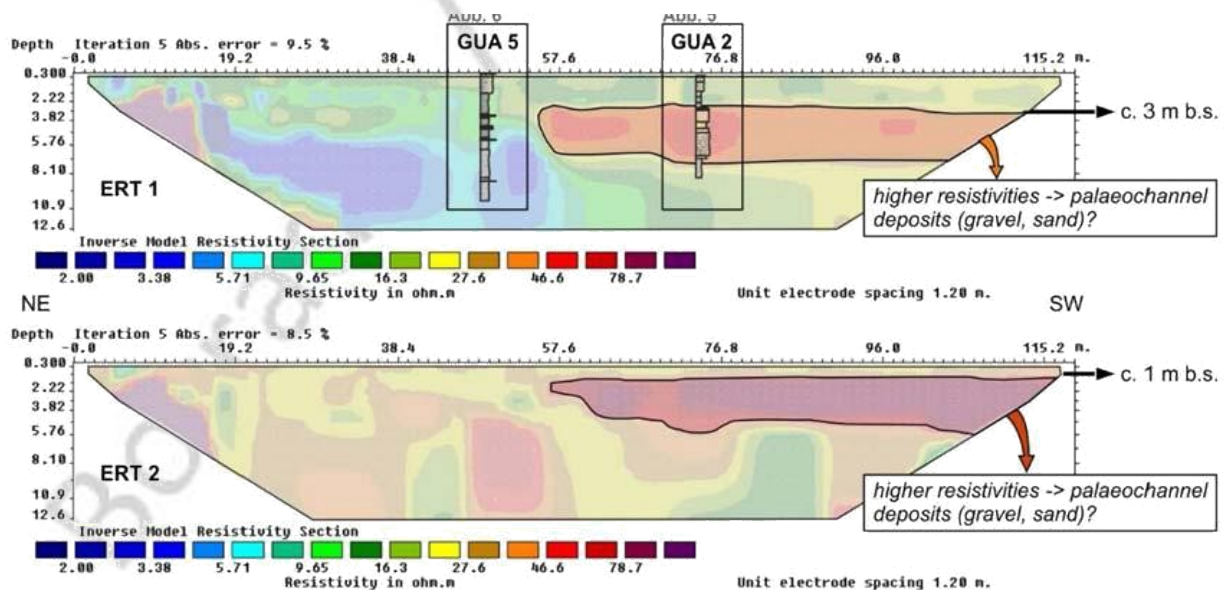 Abb. 6 Abb. 5
GUA 5 GUA 2
Depth Iteration 5 Abs. error = 9.5 %
-0.0 19.2 38.4 57.6 76.8 96.0 115.2 m.
0.300
2.22
3.82
5.76
8.10
10.9
12.6
c. 3 m b.s.
ERT 1
higher resistivities -> palaeochannel
deposits (gravel, sand)?
Inverse Model Resistivity Section
2.00 3.38 5.71 9.65 16.3 27.6 46.6 78.7
Resistivity in ohm.m Unit electrode spacing 1.20 m.
NE SW
Depth Iteration 5 Abs. error = 8.5 %
-0.0 19.2 38.4 57.6 76.8 96.0 115.2 m.
0.300
2.22
3.82
5.76
8.10
10.9
12.6
c. 1 m b.s.
ERT 2
higher resistivities -> palaeochannel
deposits (gravel, sand)?
Inverse Model Resistivity Section
2.00 3.38 5.71 9.65 16.3 27.6 46.6 78.7
Resistivity in ohm.m Unit electrode spacing 1.20 m.